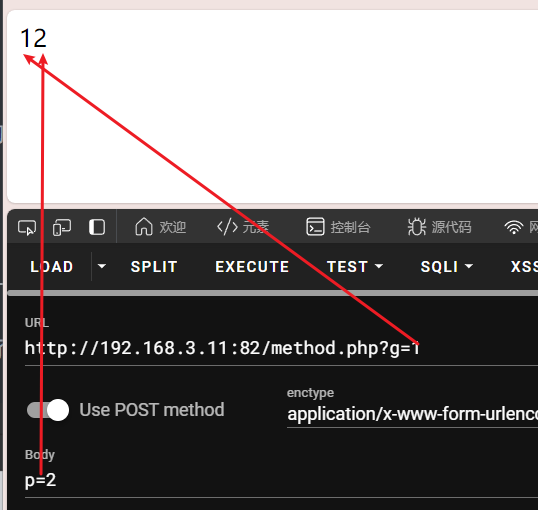 12
欢迎 元素 控制台 源代码
LOAD SPLIT EXECUTE TEST SQLI XSS
URL
http://192.168.3.11:82/method.php?g=1
Use POST method
enctype
application/x-www-form-urlenco
Body
p=2